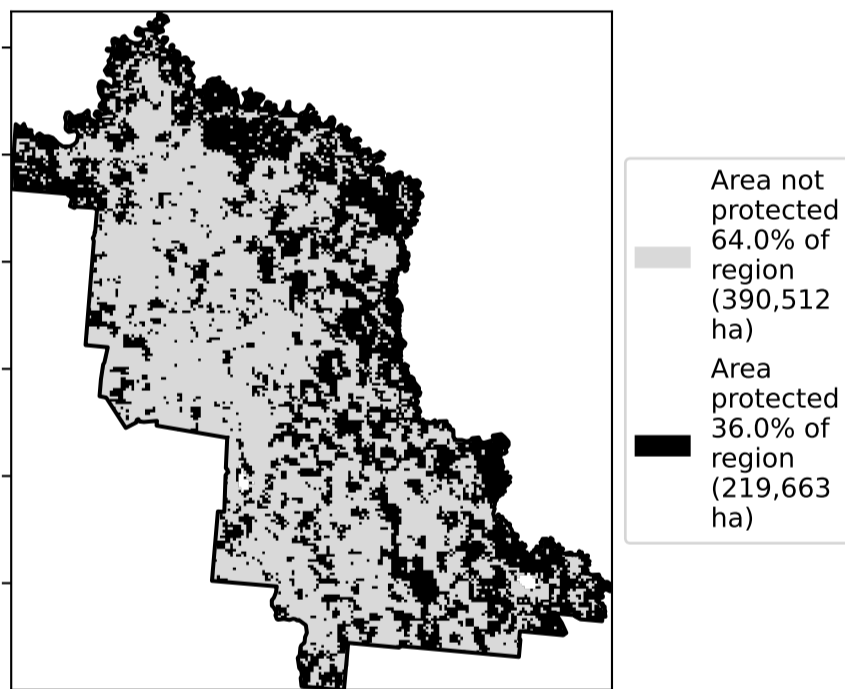 Area not
protected
64.0% of
region
(390,512
ha)
Area
protected
36.0% of
region
(219,663
ha)